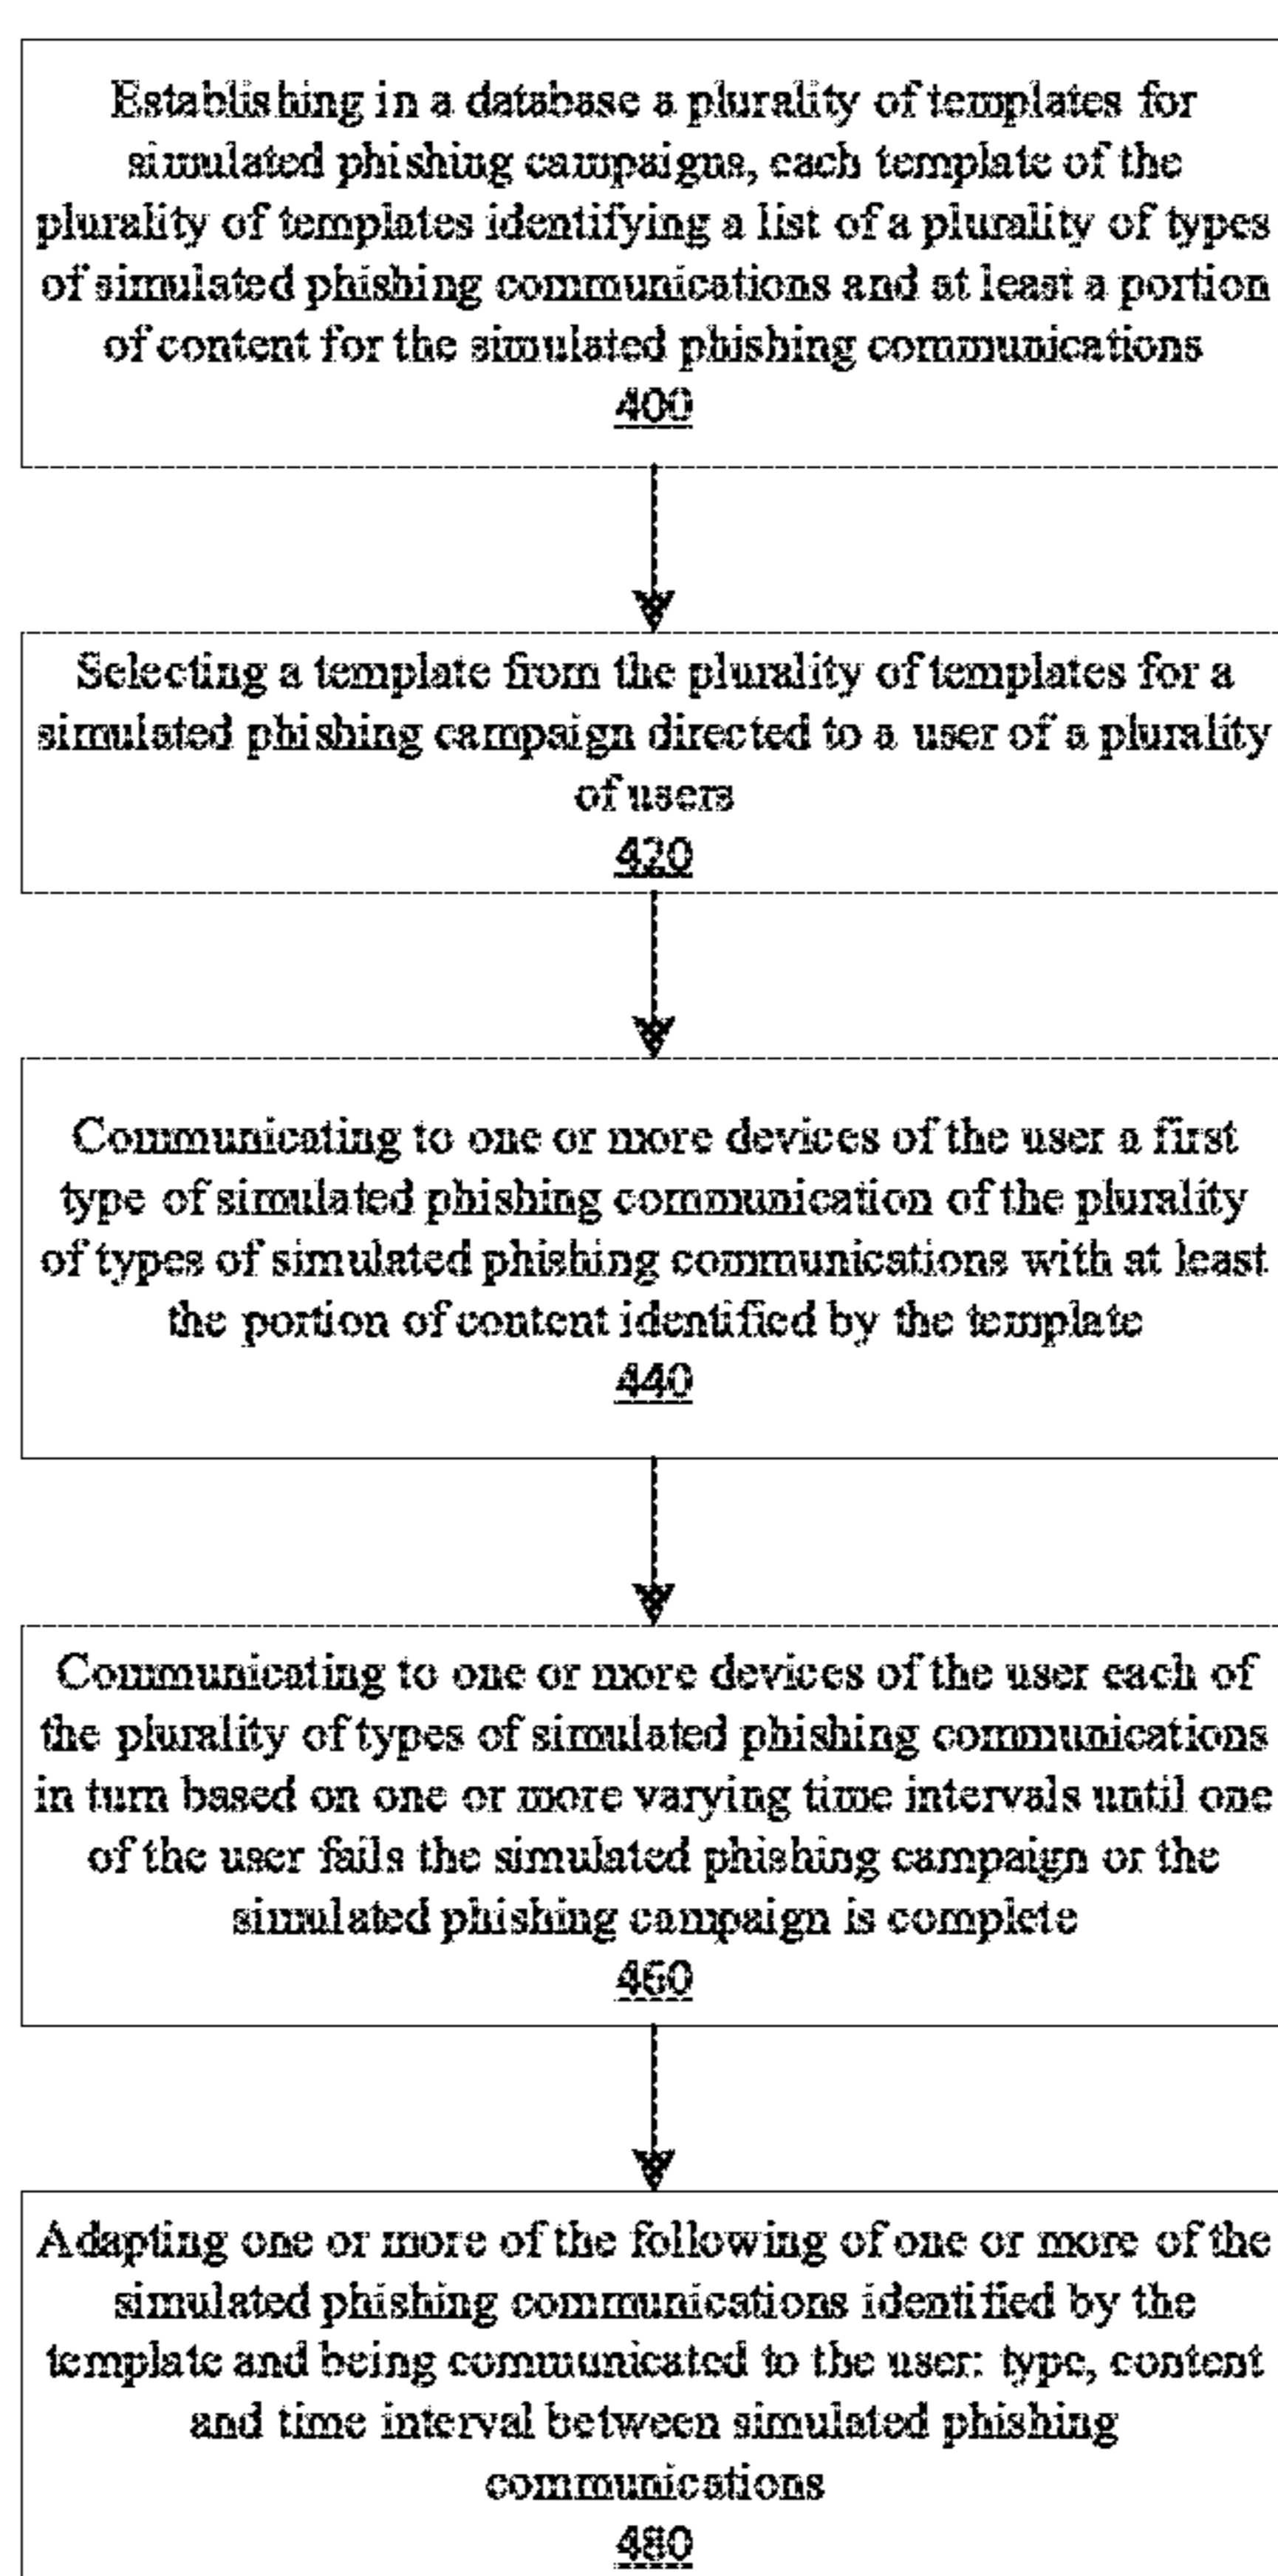 Establishing in a database a plurality of templates for
simulated phishing campaigns, each template of the
plurality of templates identifying a list of a plurality of types
of simulated phishing communications and at least a portion
of content for the simulated phishing communications
400
Selecting a template from the plurality of templates for a
simulated phishing campaign directed to a user of a plurality
of users
420
Communicating to one or more devices of the user a first
type of simulated phishing communication of the plurality
of types of simulated phishing communications with at least
the portion of content identified by the template
440
Communicating to one or more devices of the user each of
the plurality of types of simulated phishing communications
in turn based on one or more varying time intervals until one
of the user fails the simulated phishing campaign or the
simulated phishing campaign is complete
460
Adapting one or more of the following of one or more of the
simulated phishing communications identified by the
template and being communicated to the user: type, content
and time interval between simulated phishing
communications
480